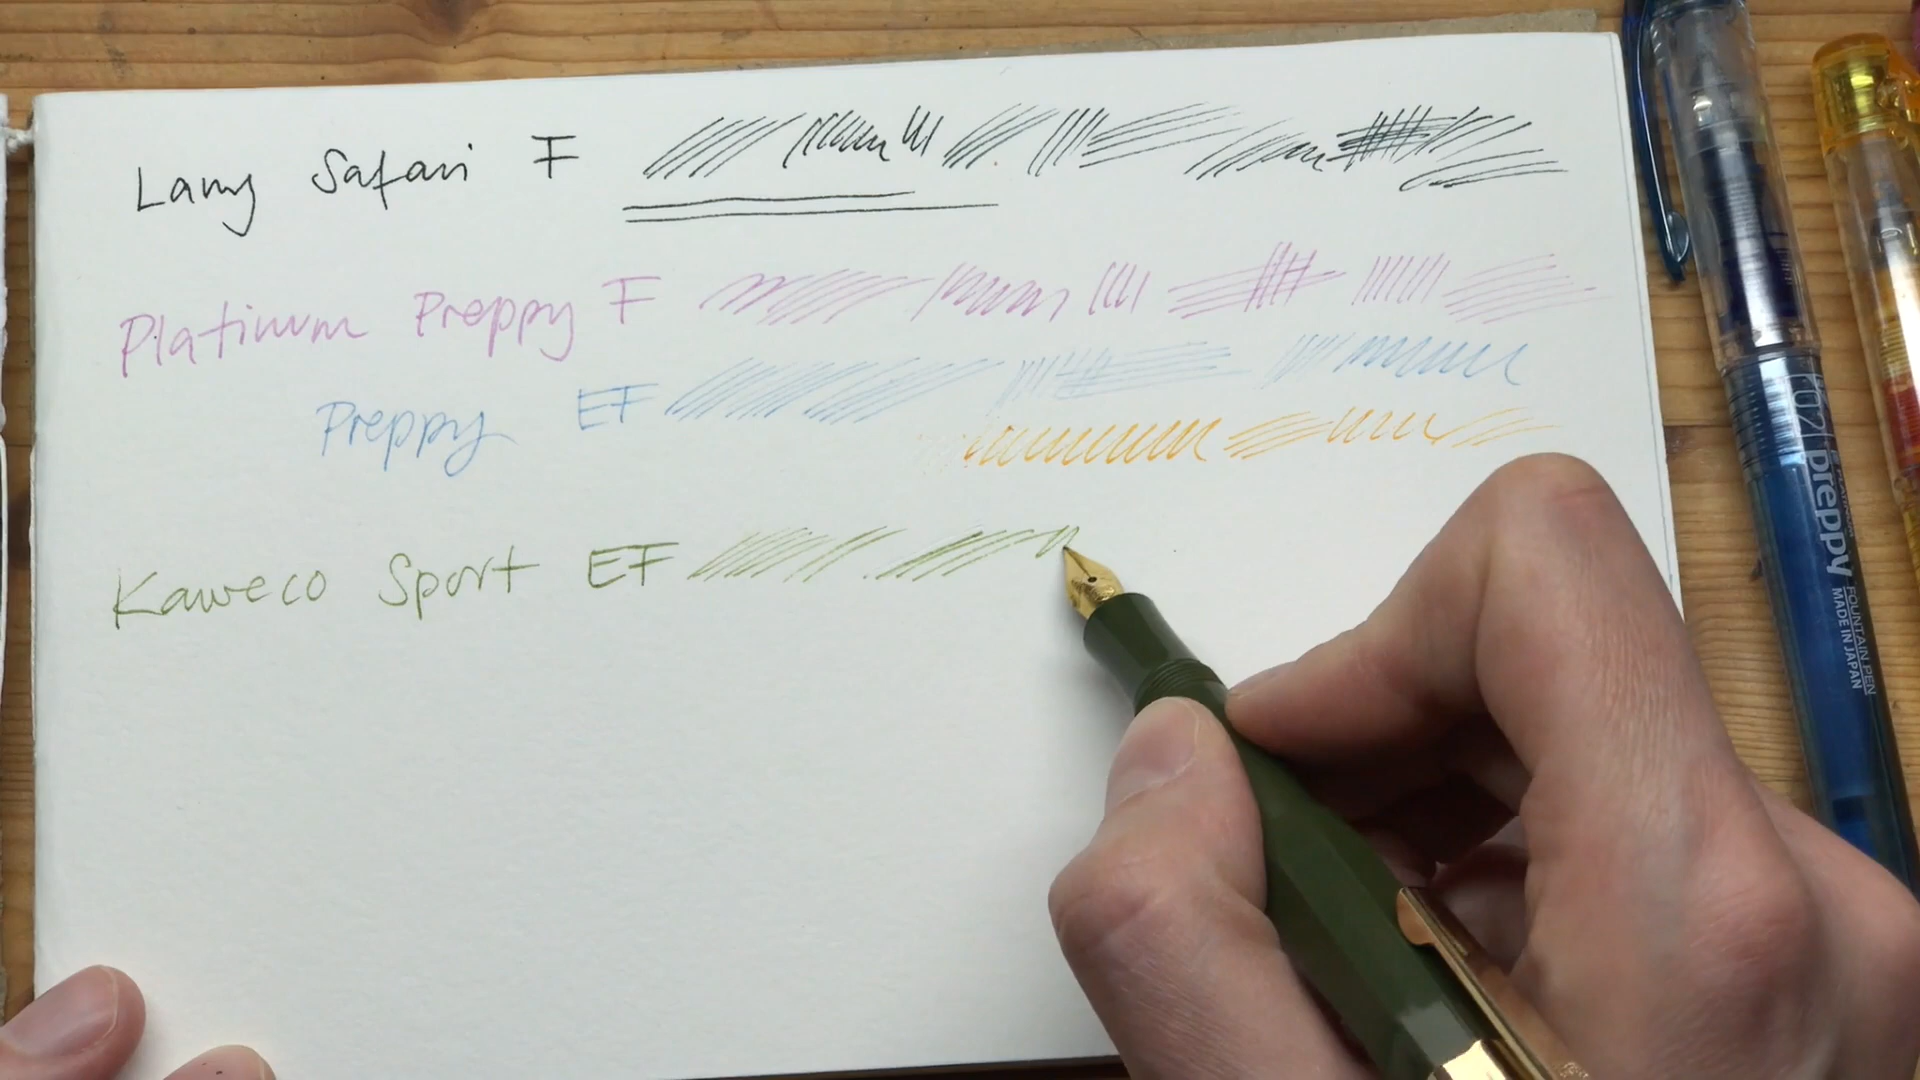 Lamy Safari F
Platinum Preppy F
Preppy EF
Kaweco Sport EF
02 preppy
FOUNTAIN PEN
MADE IN JAPAN